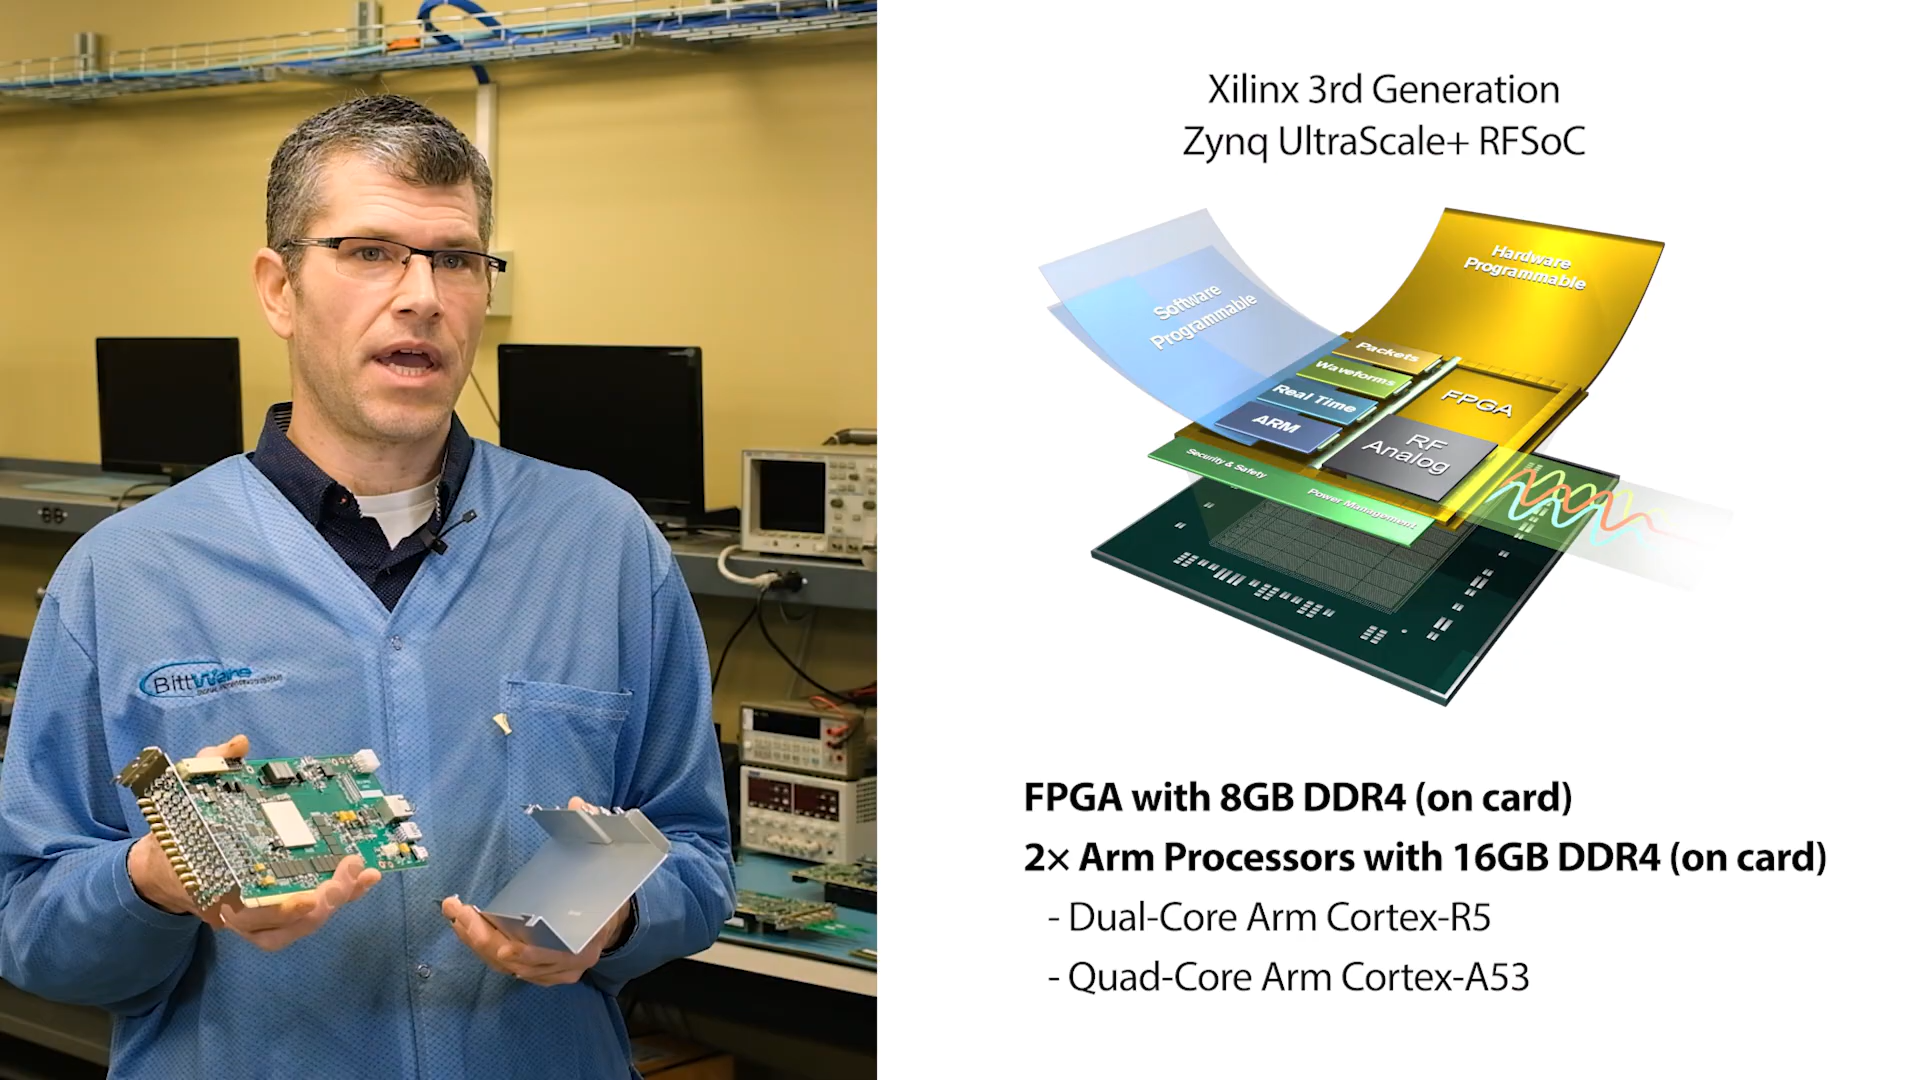 BittWare
Xilinx 3rd Generation
Zynq UltraScale+ RFSoC
Software
Programmable
Hardware
Programmable
Packets
Waveforms
Real Time
ARM
FPGA
RF
Analog
Security & Safety
Power Management
FPGA with 8GB DDR4 (on card)
2× Arm Processors with 16GB DDR4 (on card)
- Dual-Core Arm Cortex-R5
- Quad-Core Arm Cortex-A53